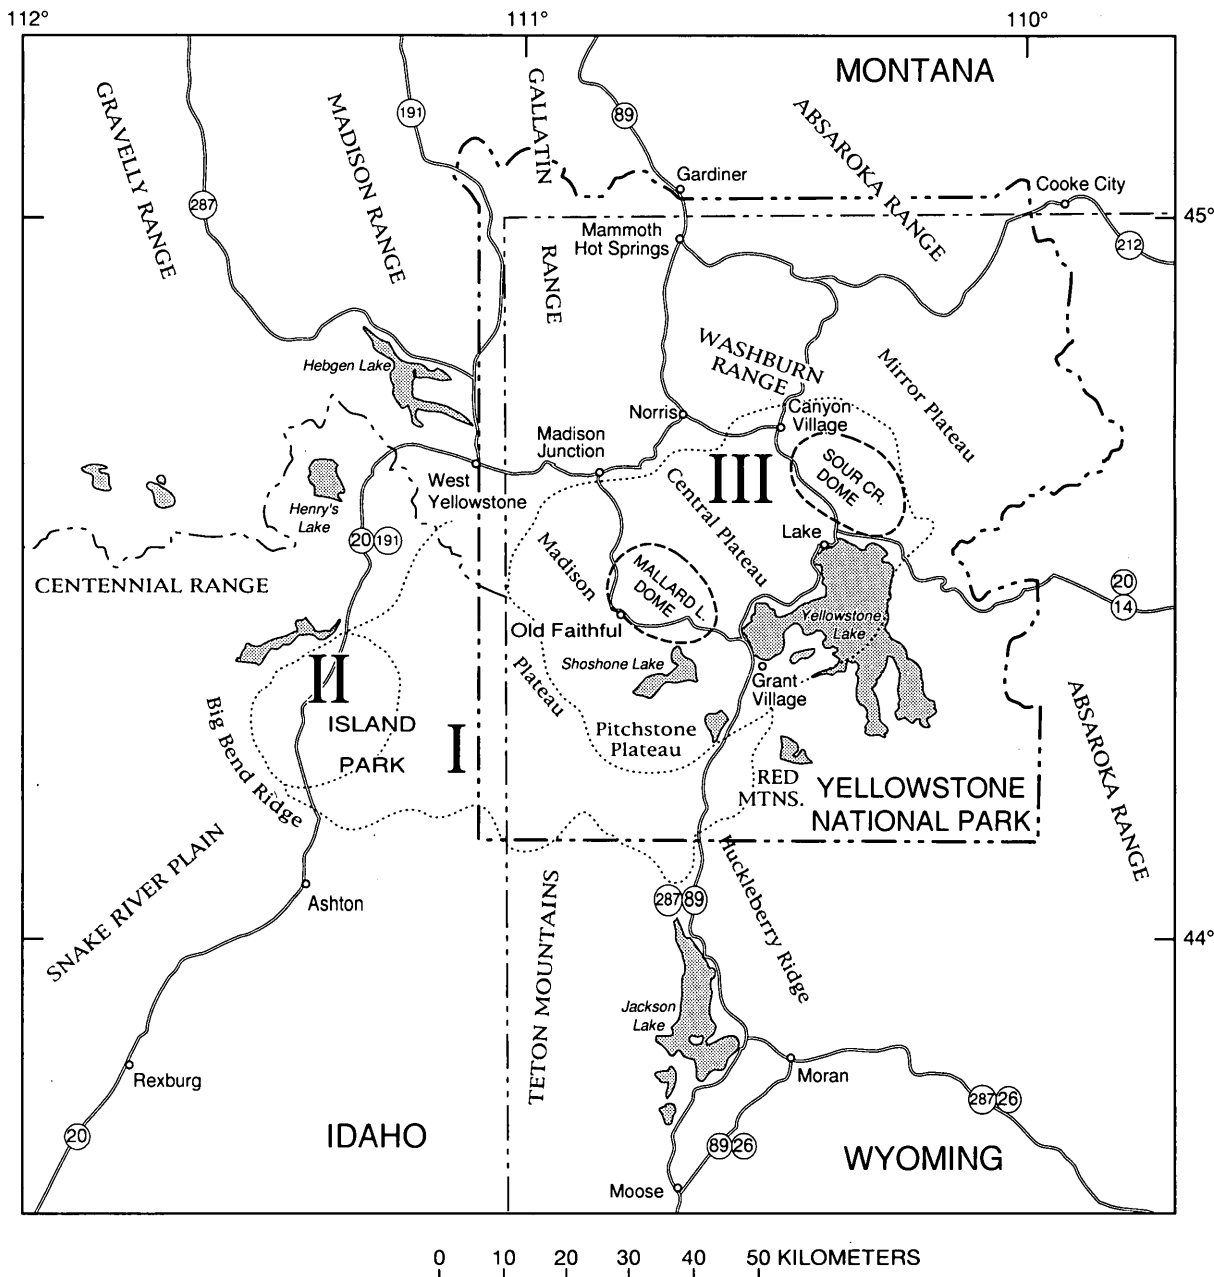 112°
111°
110°
MONTANA
GRAVELLY RANGE
MADISON RANGE
191
GALLATIN
89
ABSAROKA RANGE
Gardiner
Cooke City
287
45°
Mammoth
Hot Springs
212
RANGE
WASHBURN
RANGE
Mirror Plateau
Hebgen Lake
Norris
Canyon
Village
Madison
Junction
III
SOUR CR.
DOME
West
Yellowstone
Henry's
Lake
Central Plateau
Lake
20 191
Madison
MALLARD L.
DOME
CENTENNIAL RANGE
20
14
Old Faithful
Yellowstone
Lake
II
Plateau
Shoshone Lake
Grant
Village
Big Bend Ridge
ISLAND
PARK
I
Pitchstone
Plateau
ABSAROKA RANGE
RED
MTNS.
YELLOWSTONE
NATIONAL PARK
SNAKE RIVER PLAIN
Huckleberry Ridge
Ashton
287 89
44°
TETON MOUNTAINS
Jackson
Lake
Rexburg
Moran
287 26
20
IDAHO
89 26
WYOMING
Moose
0 10 20 30 40 50 KILOMETERS